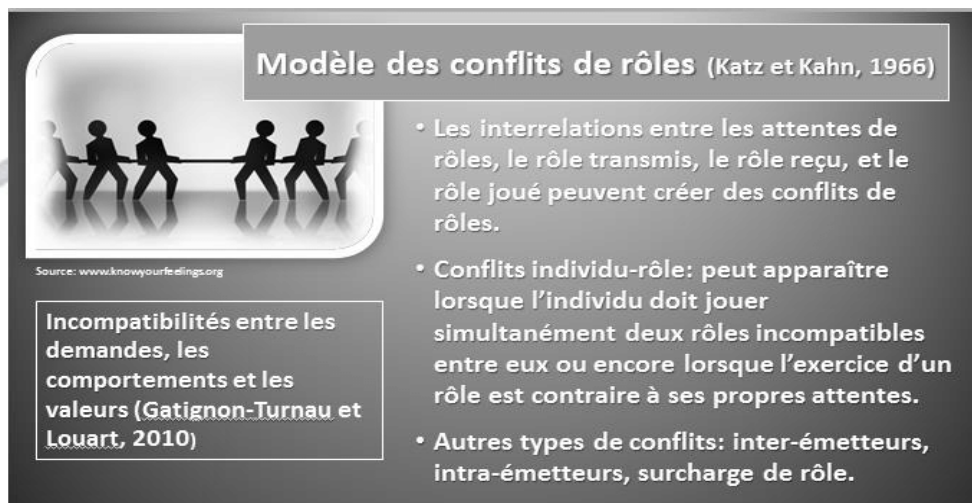 Modèle des conflits de rôles (Katz et Kahn, 1966)
Source: www.knowyourfeelings.org
Incompatibilités entre les
demandes, les
comportements et les
valeurs (Gatignon-Turnau et
Louart, 2010)
• Les interrelations entre les attentes de
rôles, le rôle transmis, le rôle reçu, et le
rôle joué peuvent créer des conflits de
rôles.
• Conflits individu-rôle: peut apparaître
lorsque l'individu doit jouer
simultanément deux rôles incompatibles
entre eux ou encore lorsque l'exercice d'un
rôle est contraire à ses propres attentes.
• Autres types de conflits: inter-émetteurs,
intra-émetteurs, surcharge de rôle.